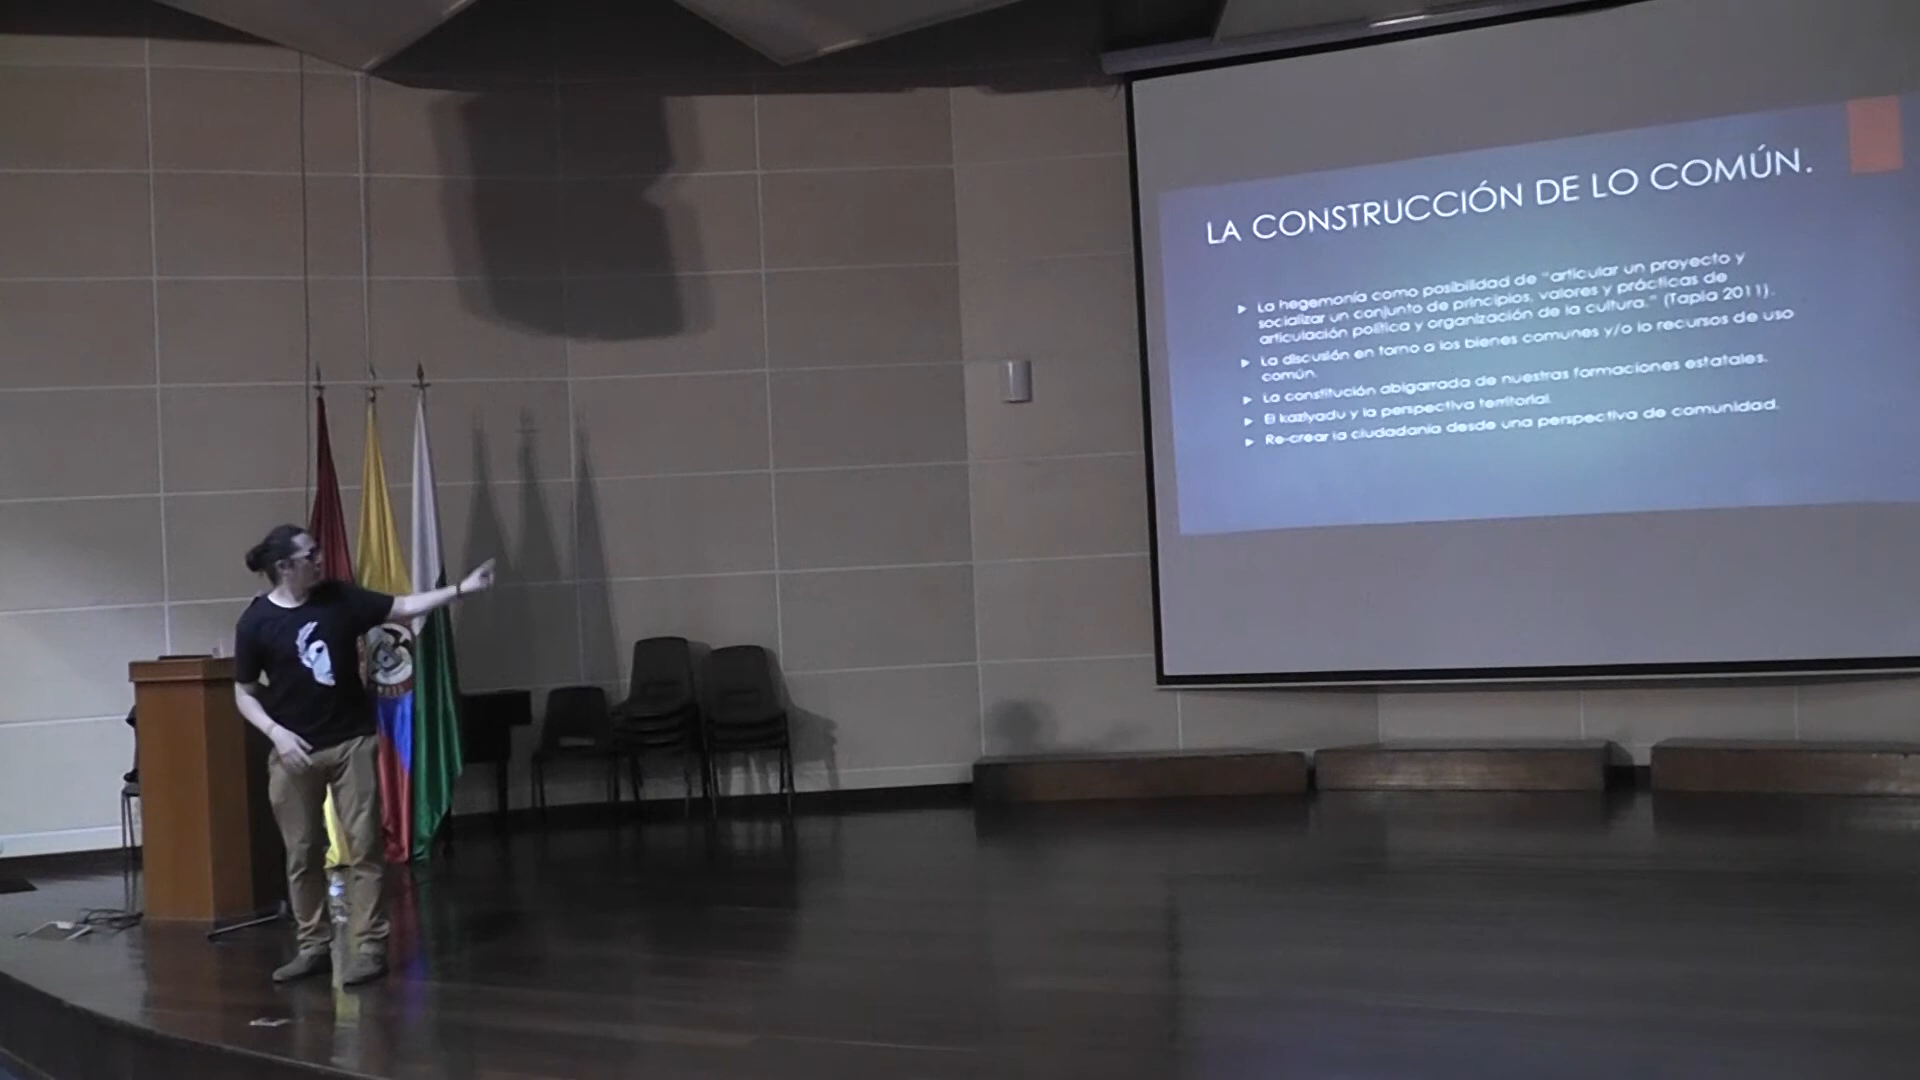 LA CONSTRUCCIÓN DE LO COMÚN.
La hegemonía como posibilidad de "articular un proyecto y
socializar un conjunto de principios, valores y prácticas de
articulación política y organización de la cultura." (Tapia 2011).
La discusión en torno a los bienes comunes y/o lo recursos de uso
común.
La constitución abigarrada de nuestras formaciones estatales.
El kaziyadu y la perspectiva territorial.
Re-crear la ciudadanía desde una perspectiva de comunidad.